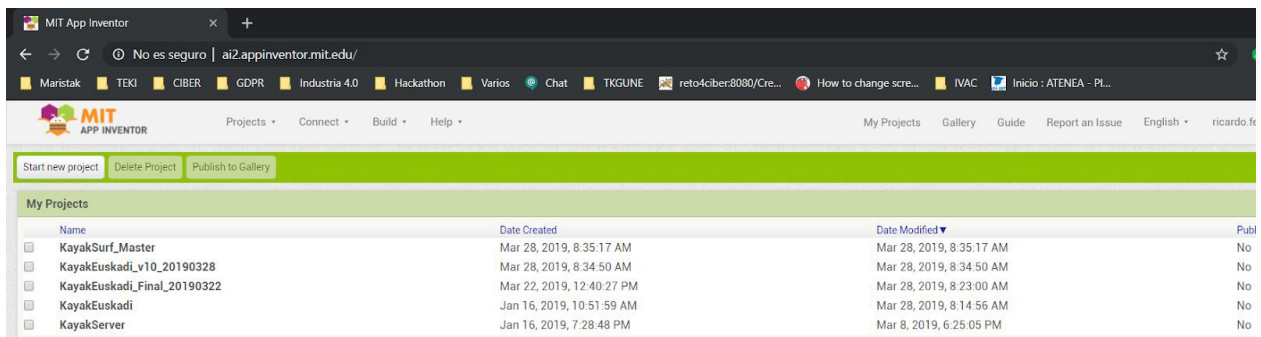 MIT App Inventor
No es seguro | ai2.appinventor.mit.edu/
Maristak TEKI CIBER GDPR Industria 4.0 Hackathon Varios Chat TKGUNE reto4ciber:8080/Cre... How to change scre... IVAC Inicio : ATENEA - Pl...
MIT APP INVENTOR Projects Connect Build Help My Projects Gallery Guide Report an Issue English ricardo.fe
Start new project Delete Project Publish to Gallery
My Projects
Name Date Created Date Modified Publ
KayakSurf_Master Mar 28, 2019, 8:35:17 AM Mar 28, 2019, 8:35:17 AM No
KayakEuskadi_v10_20190328 Mar 28, 2019, 8:34:50 AM Mar 28, 2019, 8:34:50 AM No
KayakEuskadi_Final_20190322 Mar 22, 2019, 12:40:27 PM Mar 28, 2019, 8:23:00 AM No
KayakEuskadi Jan 16, 2019, 10:51:59 AM Mar 28, 2019, 8:14:56 AM No
KayakServer Jan 16, 2019, 7:28:48 PM Mar 8, 2019, 6:25:05 PM No